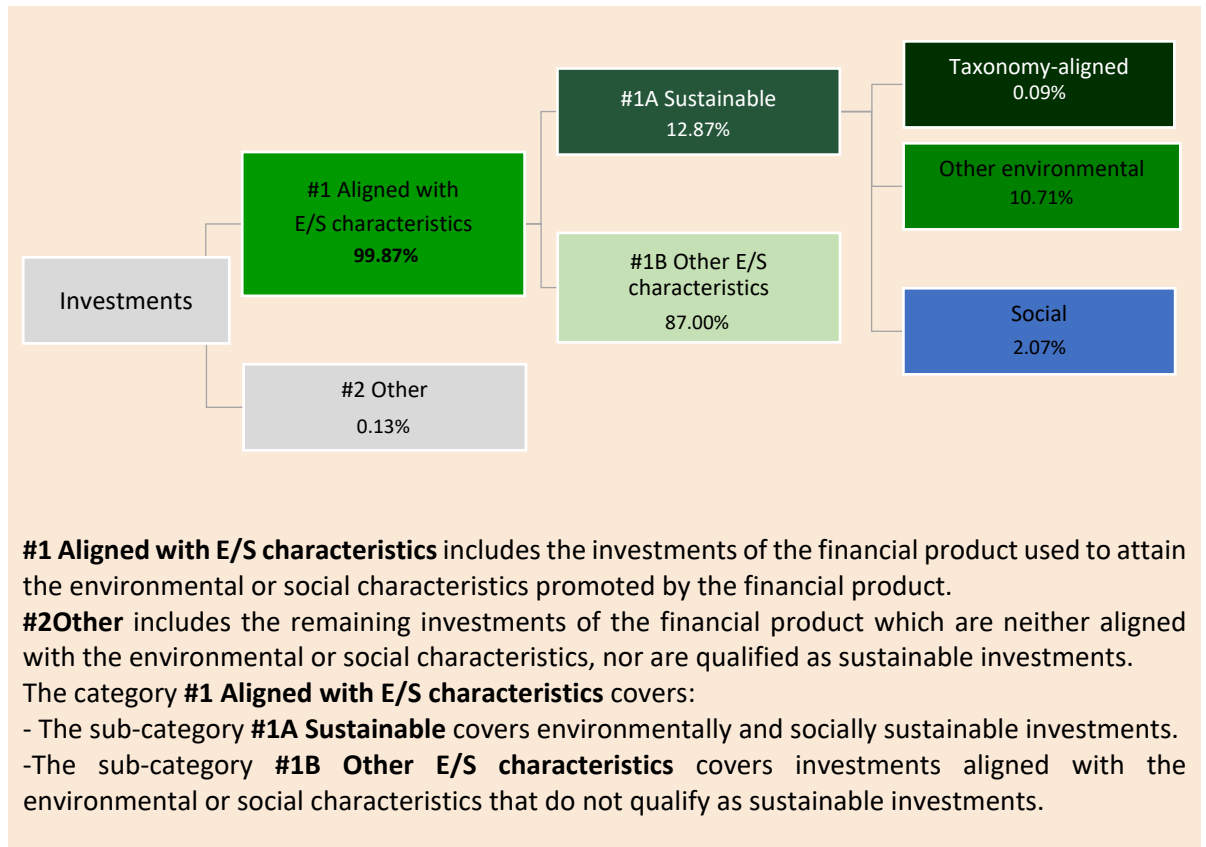 Investments
#1 Aligned with
E/S characteristics
99.87%
#2 Other
0.13%
#1A Sustainable
12.87%
#1B Other E/S
characteristics
87.00%
Taxonomy-aligned
0.09%
Other environmental
10.71%
Social
2.07%
#1 Aligned with E/S characteristics includes the investments of the financial product used to attain
the environmental or social characteristics promoted by the financial product.
#2Other includes the remaining investments of the financial product which are neither aligned
with the environmental or social characteristics, nor are qualified as sustainable investments.
The category #1 Aligned with E/S characteristics covers:
- The sub-category #1A Sustainable covers environmentally and socially sustainable investments.
-The sub-category #1B Other E/S characteristics covers investments aligned with the
environmental or social characteristics that do not qualify as sustainable investments.